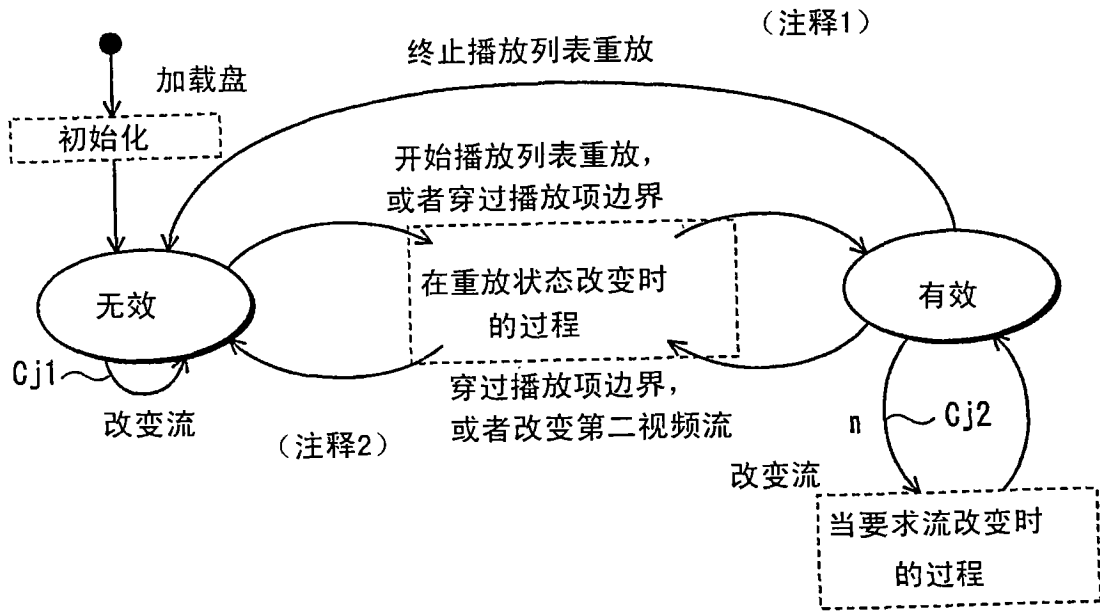 （注释1）
终止播放列表重放
加载盘
初始化
开始播放列表重放，
或者穿过播放项边界
无效
在重放状态改变时
的过程
有效
Cj1
改变流
（注释2）
穿过播放项边界，
或者改变第二视频流
n
Cj2
改变流
当要求流改变时
的过程